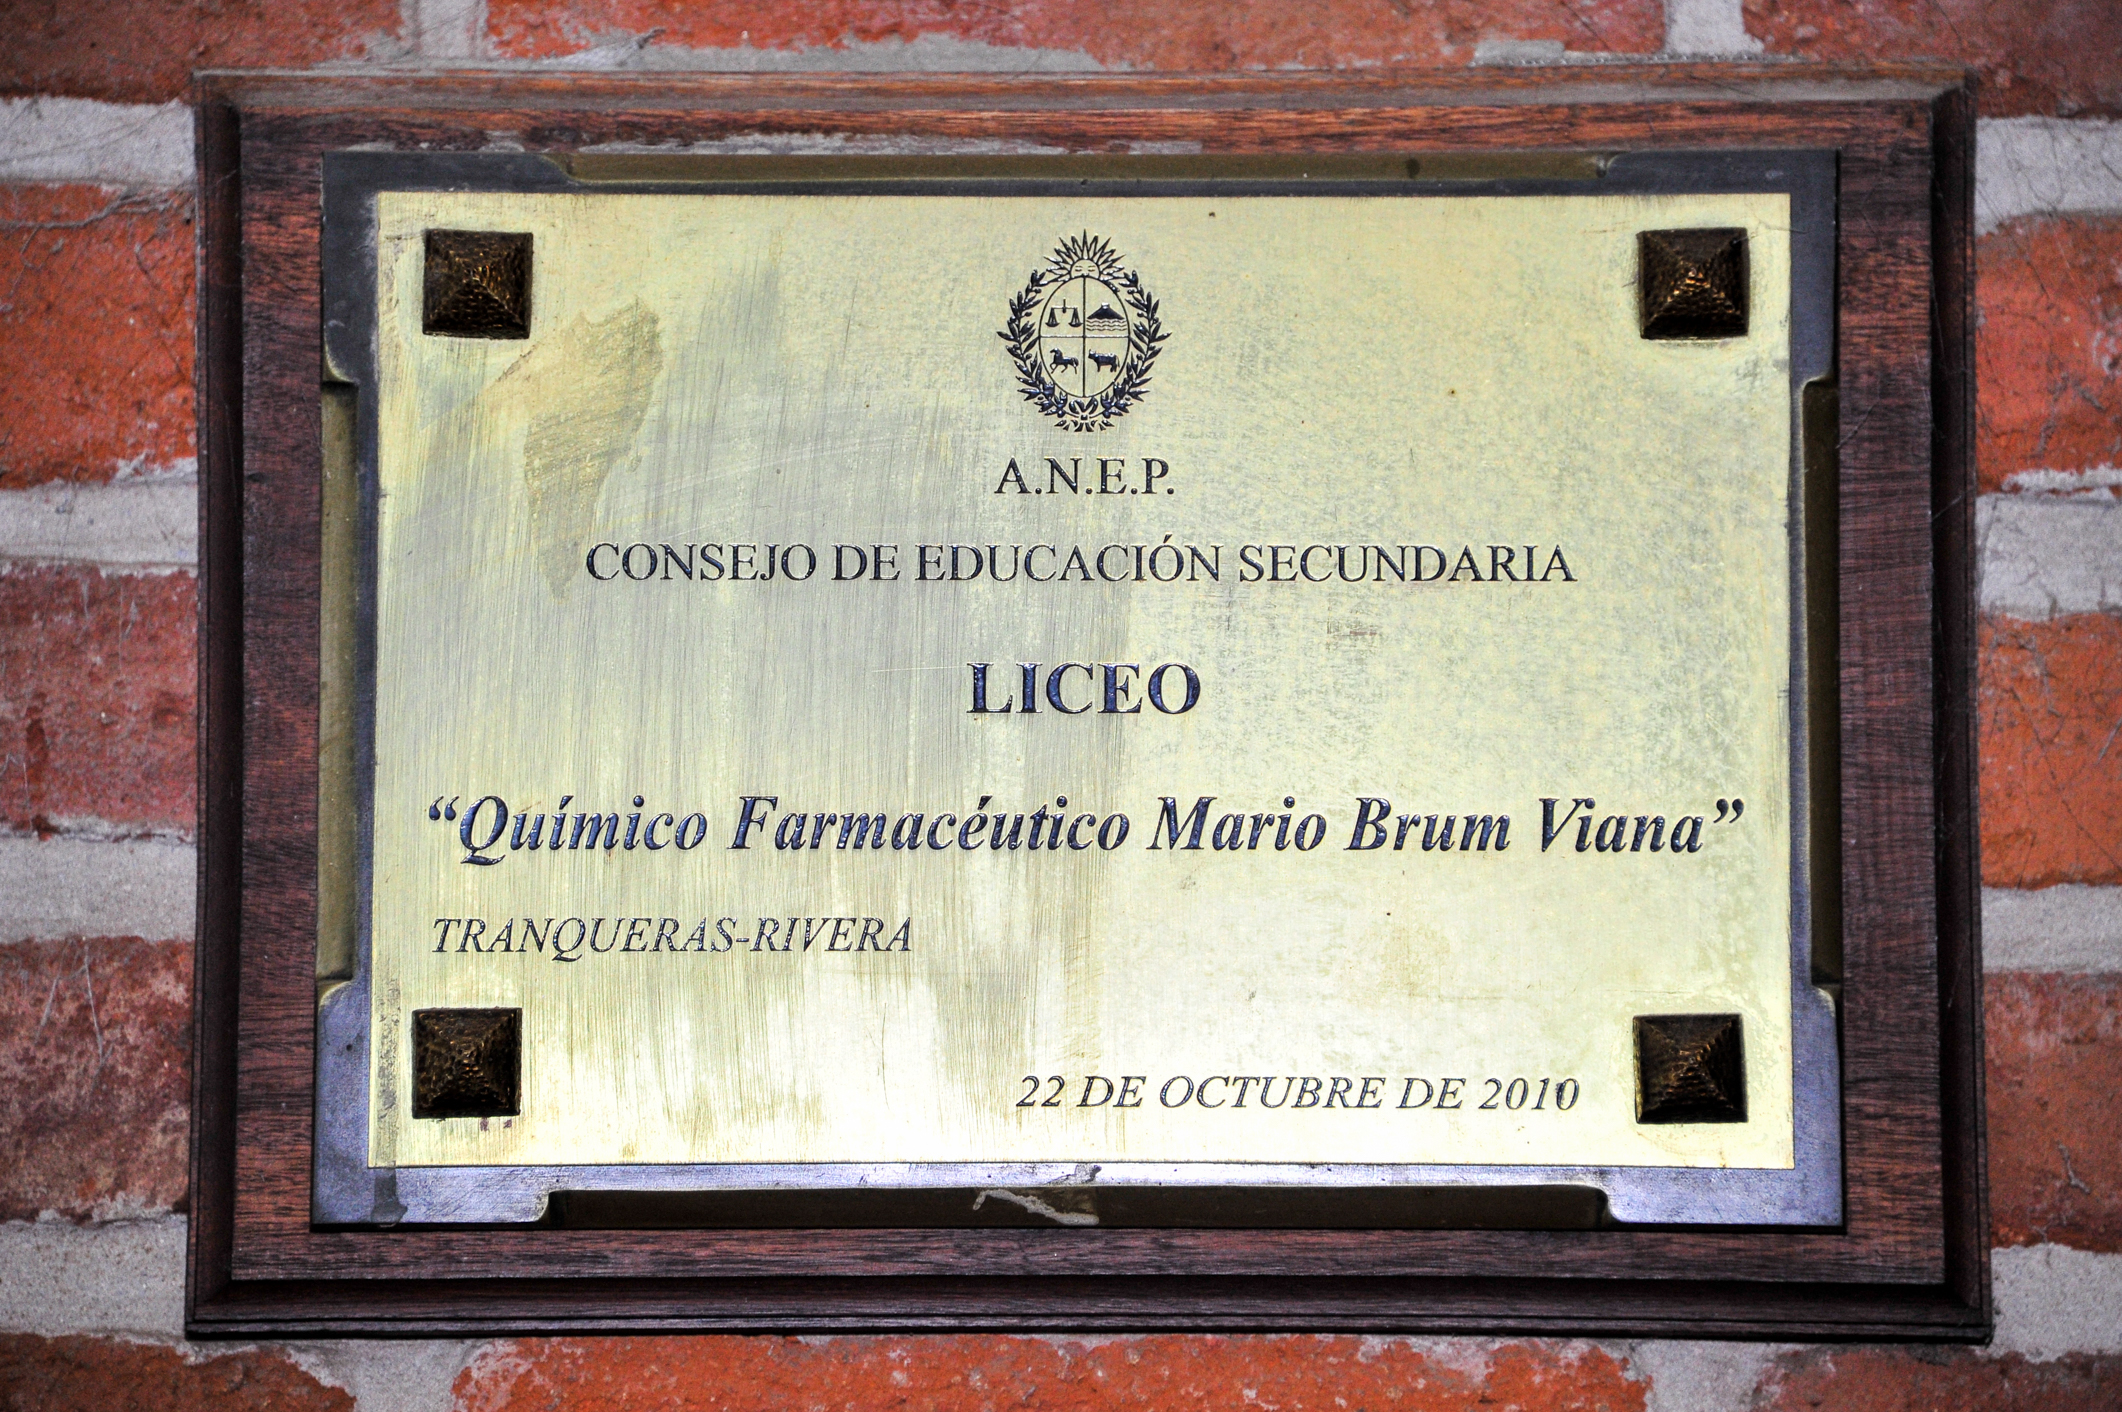 A.N.E.P.
CONSEJO DE EDUCACIÓN SECUNDARIA
LICEO
“Químico Farmacéutico Mario Brum Viana”
TRANQUERAS-RIVERA
22 DE OCTUBRE DE 2010